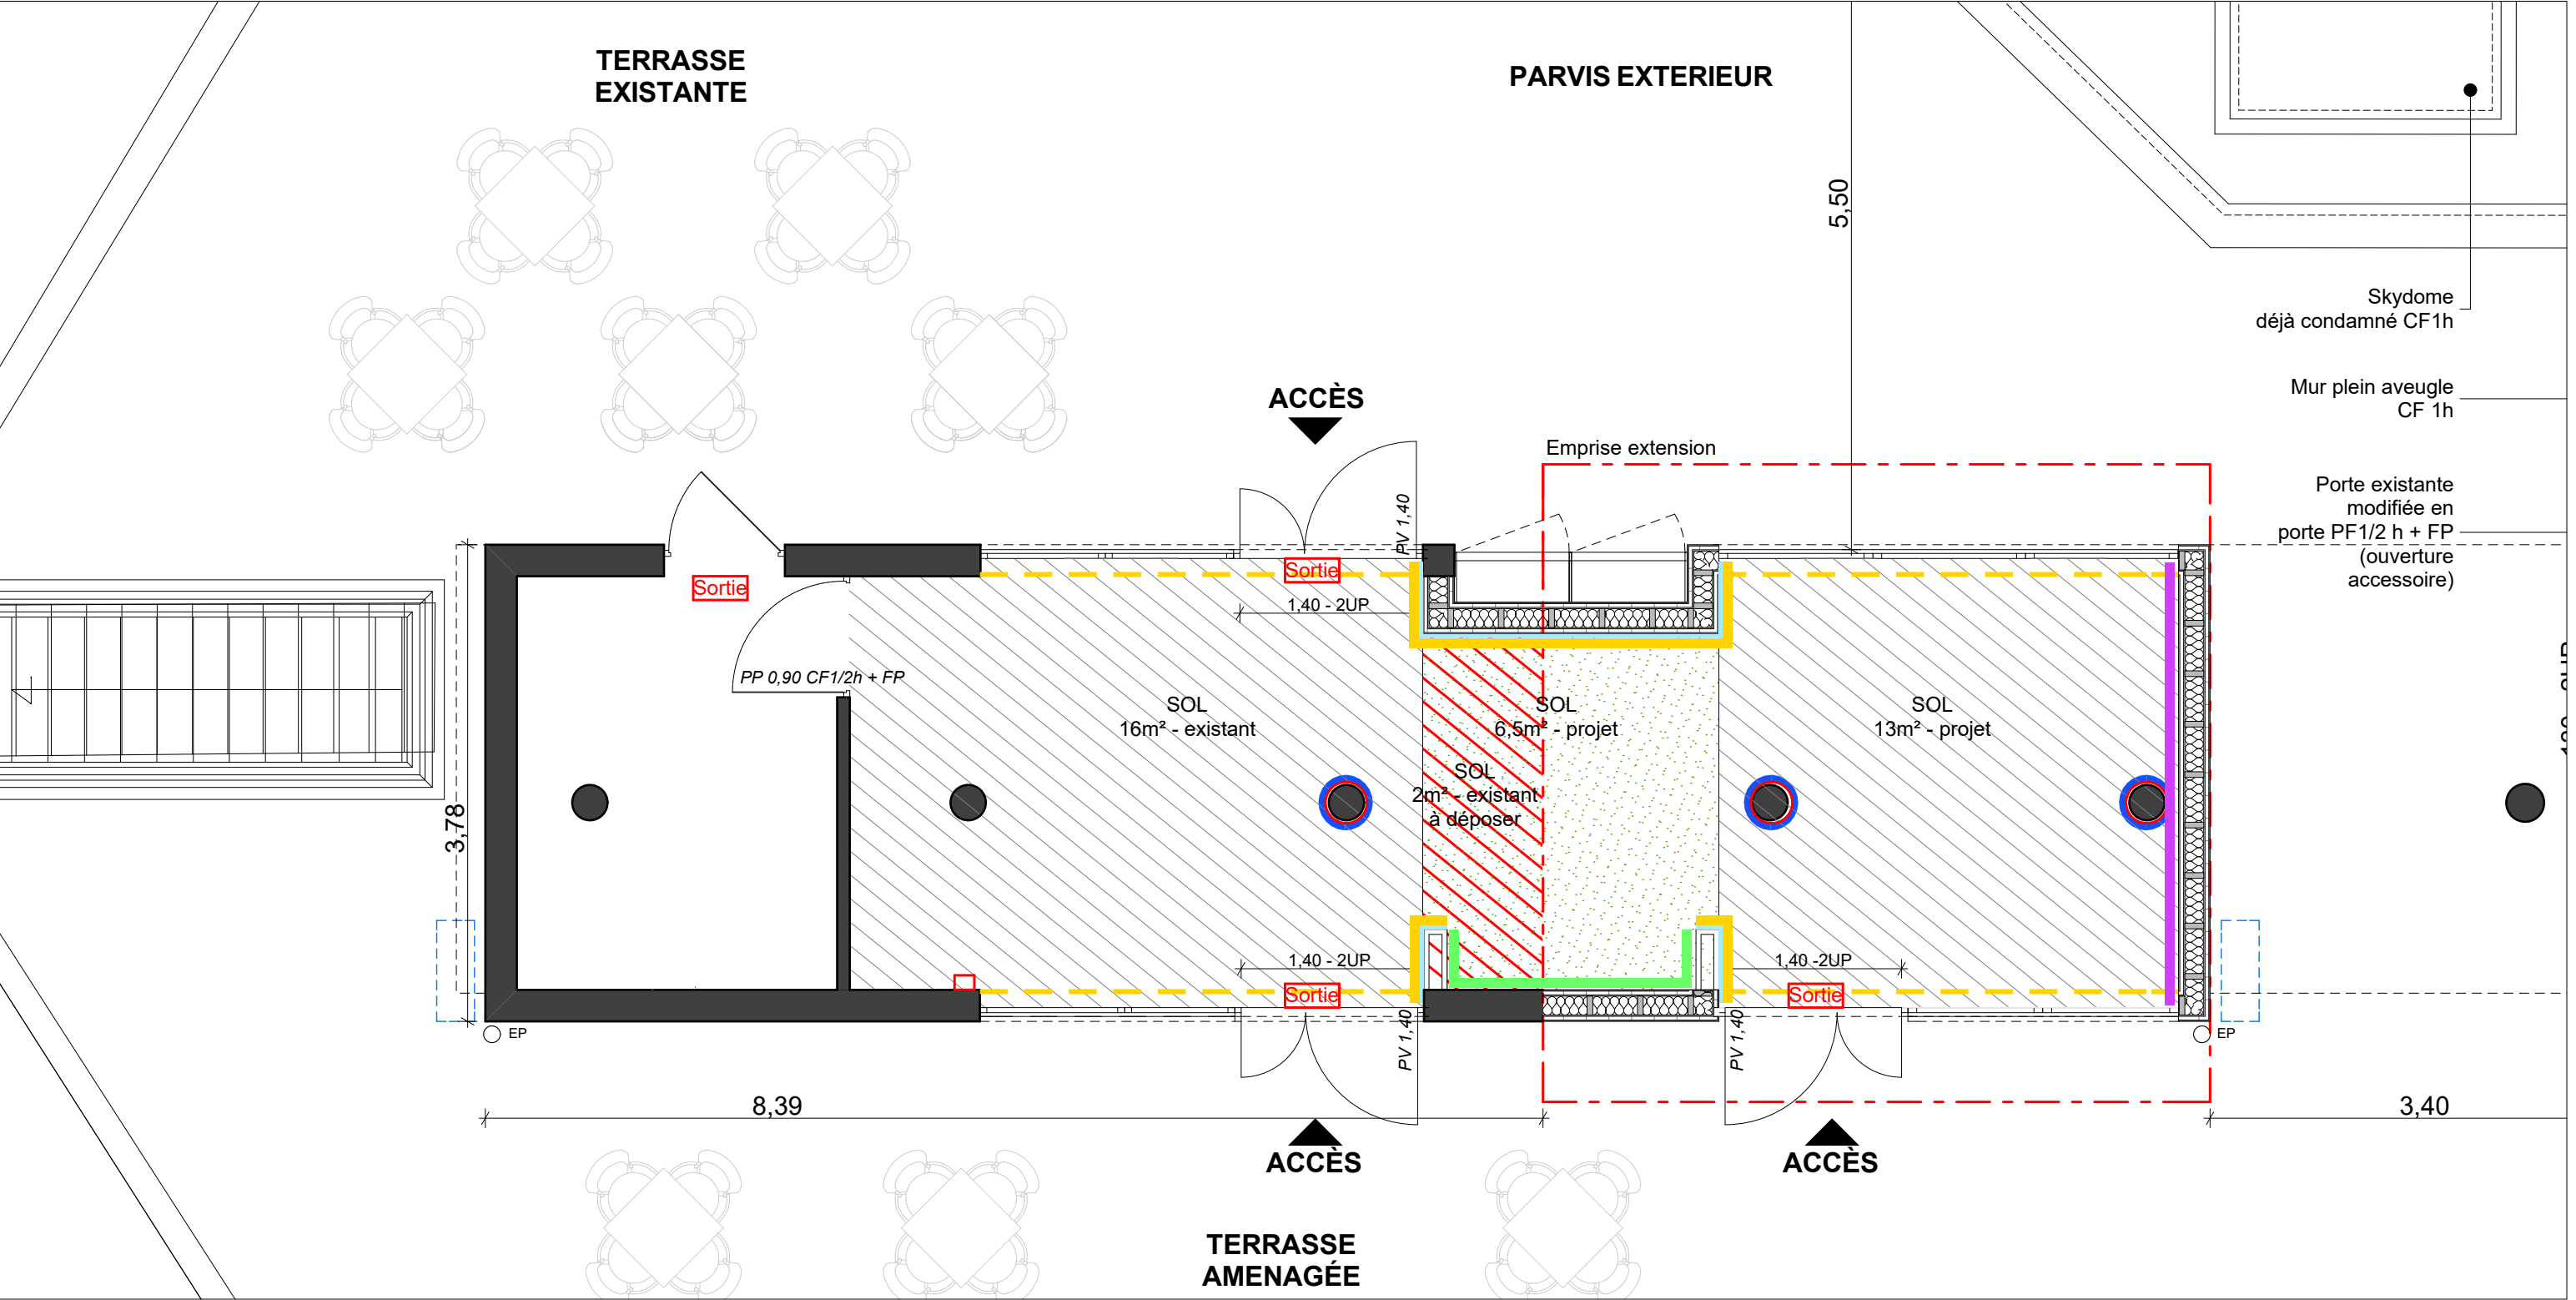 TERRASSE
EXISTANTE
PARVIS EXTERIEUR
5,50
Skydome
déjà condamné CF1h
Mur plein aveugle
CF 1h
ACCÈS
Emprise extension
Porte existante
modifiée en
porte PF1/2 h + FP
(ouverture
accessoire)
PV 1,40
Sortie
Sortie
1,40 - 2UP
PP 0,90 CF1/2h + FP
SOL
16m² - existant
SOL
6,5m² - projet
SOL
13m² - projet
SOL
2m² - existant
à déposer
3,78
1,40 - 2UP
1,40 -2UP
Sortie
Sortie
EP
PV 1,40
PV 1,40
EP
8,39
3,40
ACCÈS
ACCÈS
TERRASSE
AMENAGÉE